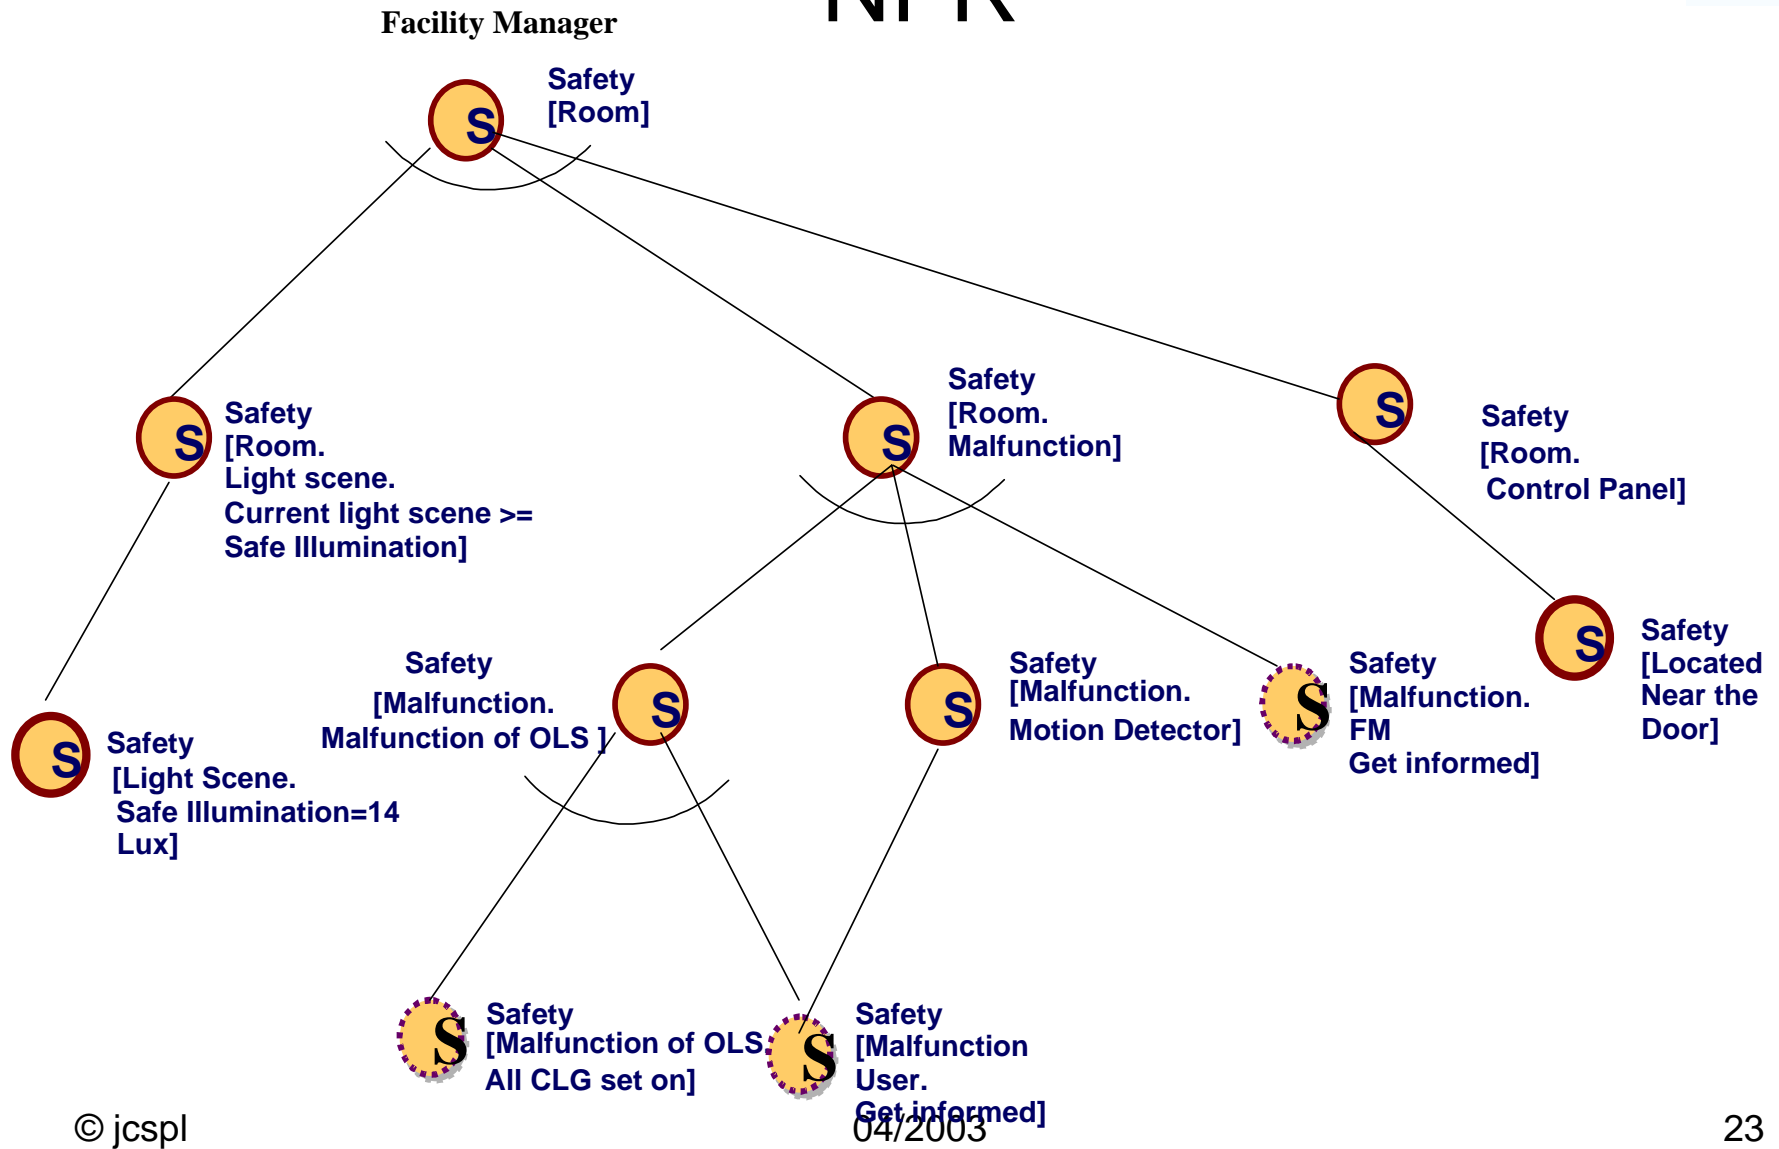 Facility Manager
Safety
[Room]
S
S
Safety
[Room.
Light scene.
Current light scene >=
Safe Illumination]
S
Safety
[Room.
Malfunction]
S
Safety
[Room.
Control Panel]
S
Safety
[Light Scene.
Safe Illumination=14
Lux]
Safety
[Malfunction.
Malfunction of OLS ]
S
S
Safety
[Malfunction.
Motion Detector]
S
Safety
[Malfunction.
FM
Get informed]
S
Safety
[Located
Near the
Door]
S
Safety
[Malfunction of OLS.
All CLG set on]
S
Safety
[Malfunction
User.
Get informed]
© jcspl
04/2003
23